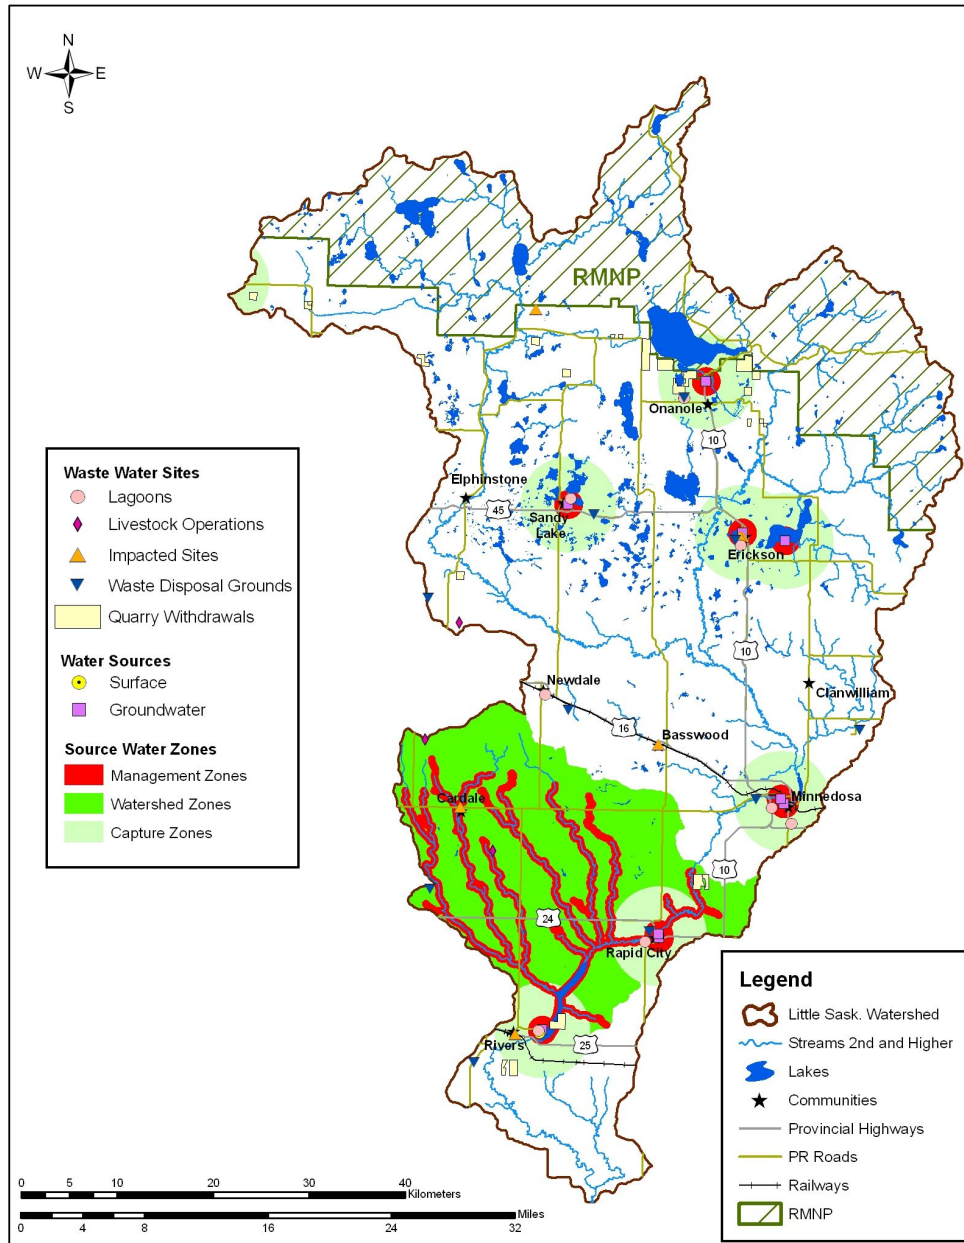 N
W E
S
RMNP
Onanole
10
Elphinstone
45
Sandy
Lake
Erickson
10
Clanwilliam
Newdale
16
Basswood
Minnedosa
Cardale
10
24
Rapid City
Rivers
25
Waste Water Sites
Lagoons
Livestock Operations
Impacted Sites
Waste Disposal Grounds
Quarry Withdrawals
Water Sources
Surface
Groundwater
Source Water Zones
Management Zones
Watershed Zones
Capture Zones
Legend
Little Sask. Watershed
Streams 2nd and Higher
Lakes
Communities
Provincial Highways
PR Roads
Railways
RMNP
0 5 10 20 30 40
Kilometers
Miles
0 4 8 16 24 32